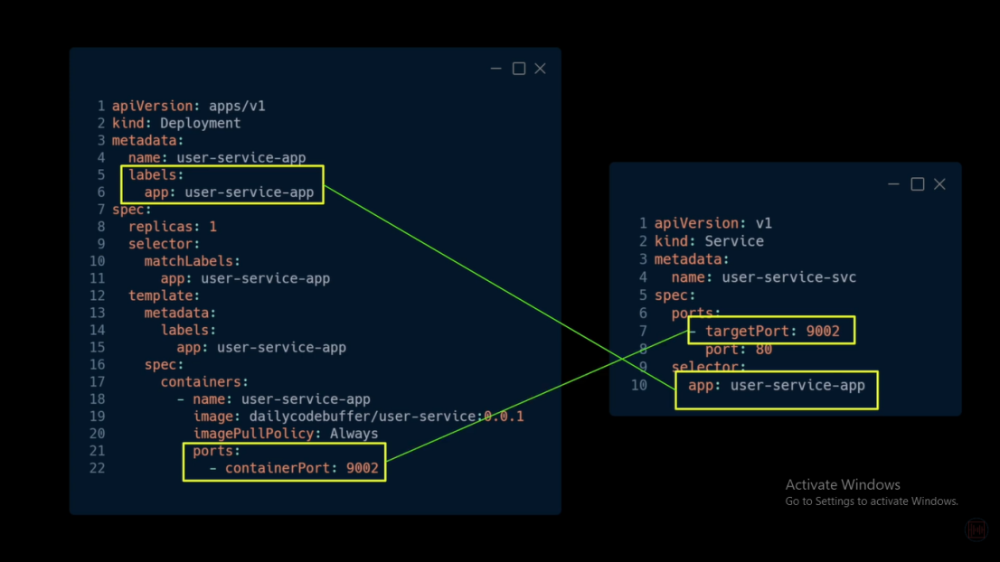 1 apiVersion: apps/v1
2 kind: Deployment
3 metadata:
4   name: user-service-app
5   labels:
6     app: user-service-app
7 spec:
8   replicas: 1
9   selector:
10     matchLabels:
11       app: user-service-app
12   template:
13     metadata:
14       labels:
15         app: user-service-app
16     spec:
17       containers:
18         - name: user-service-app
19           image: dailycodebuffer/user-service:0.0.1
20           imagePullPolicy: Always
21           ports:
22             - containerPort: 9002
1 apiVersion: v1
2 kind: Service
3 metadata:
4   name: user-service-svc
5 spec:
6   ports:
7     - targetPort: 9002
8       port: 80
9   selector:
10     app: user-service-app
Activate Windows
Go to Settings to activate Windows.